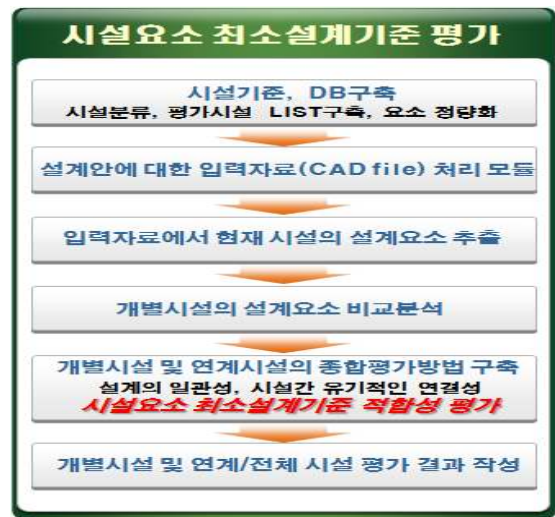 시설요소 최소설계기준 평가
시설기준, DB구축
시설분류, 평가시설 LIST구축, 요소 정량화
설계안에 대한 입력자료(CAD file) 처리 모듈
입력자료에서 현재 시설의 설계요소 추출
개별시설의 설계요소 비교분석
개별시설 및 연계시설의 종합평가방법 구축
설계의 일관성, 시설간 유기적인 연결성
시설요소 최소설계기준 적합성 평가
개별시설 및 연계/전체 시설 평가 결과 작성